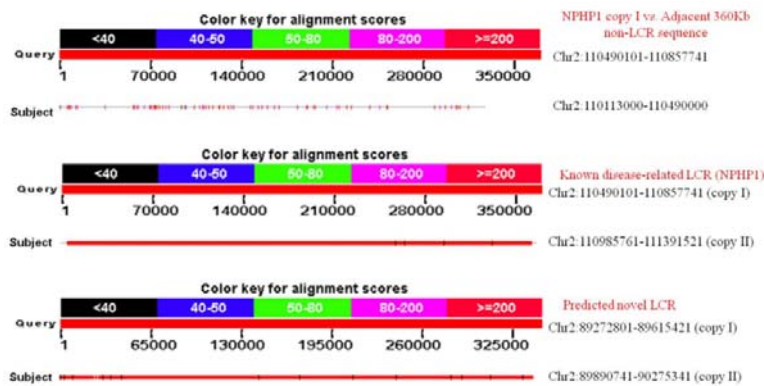 Color key for alignment scores
<40 40-50 50-80 80-200 >=200
Query
1 70000 140000 210000 280000 350000
Subject
NPHP1 copy I vs. Adjacent 360Kb
non-LCR sequence
Chr2:110490101-110857741
Chr2:110113000-110490000
Color key for alignment scores
<40 40-50 50-80 80-200 >=200
Query
1 70000 140000 210000 280000 350000
Subject
Known disease-related LCR (NPHP1)
Chr2:110490101-110857741 (copy I)
Chr2:110985761-111391521 (copy II)
Color key for alignment scores
<40 40-50 50-80 80-200 >=200
Query
1 65000 130000 195000 260000 325000
Subject
Predicted novel LCR
Chr2:89272801-89615421 (copy I)
Chr2:89890741-90275341 (copy II)